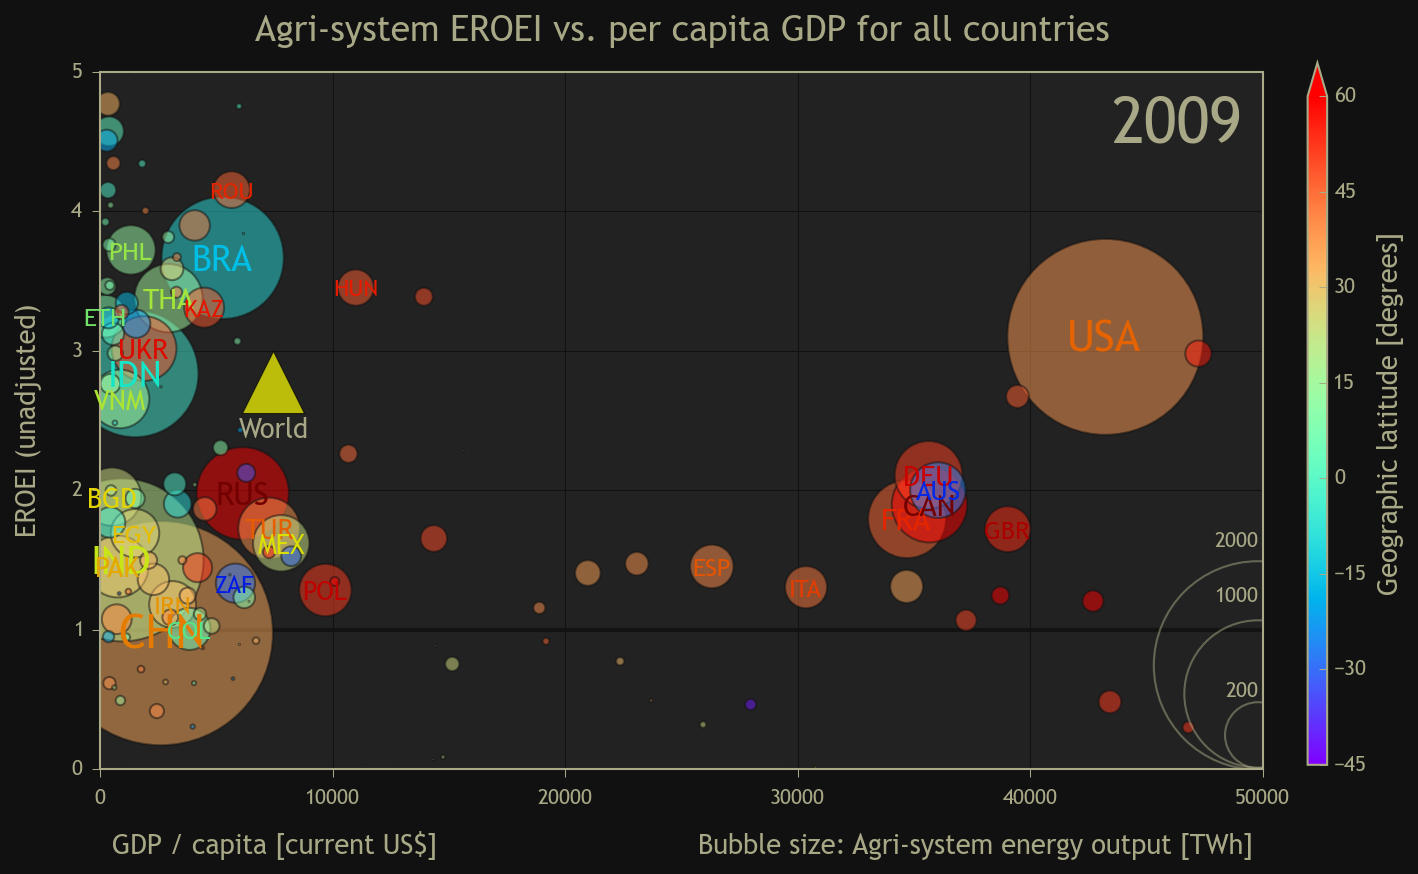 Agri-system EROEI vs. per capita GDP for all countries
2009
EROEI (unadjusted)
5
4
3
2
1
0
ROU
BRA
PHL
THA
HUN
KAZ
ETH
USA
UKR
IDN
VNM
World
DEU
AUS
RUS
BGD
CAN
FRA
GBR
TUR
EGY
MEX
IND
PAK
ESP
ZAF
POL
ITA
IRN
COL
CHN
2000
1000
200
0
10000
20000
30000
40000
50000
GDP / capita [current US$]
Bubble size: Agri-system energy output [TWh]
60
45
30
15
0
−15
−30
−45
Geographic latitude [degrees]